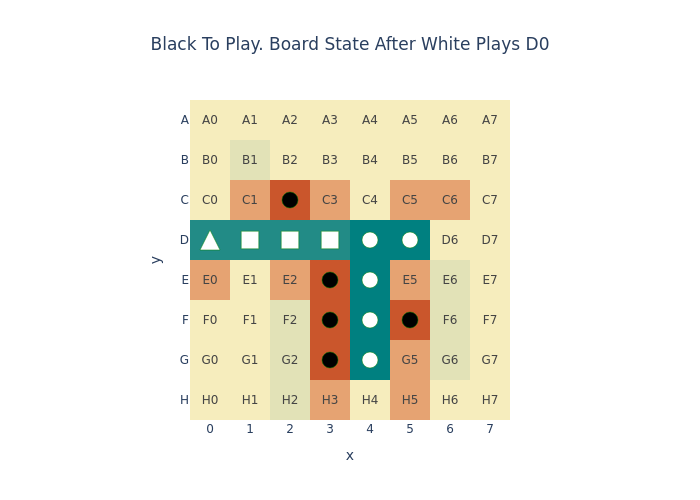 Black To Play. Board State After White Plays D0
A A0 A1 A2 A3 A4 A5 A6 A7
B B0 B1 B2 B3 B4 B5 B6 B7
C C0 C1 C3 C4 C5 C6 C7
D D6 D7
y
E E0 E1 E2 E5 E6 E7
F F0 F1 F2 F6 F7
G G0 G1 G2 G5 G6 G7
H H0 H1 H2 H3 H4 H5 H6 H7
0 1 2 3 4 5 6 7
x